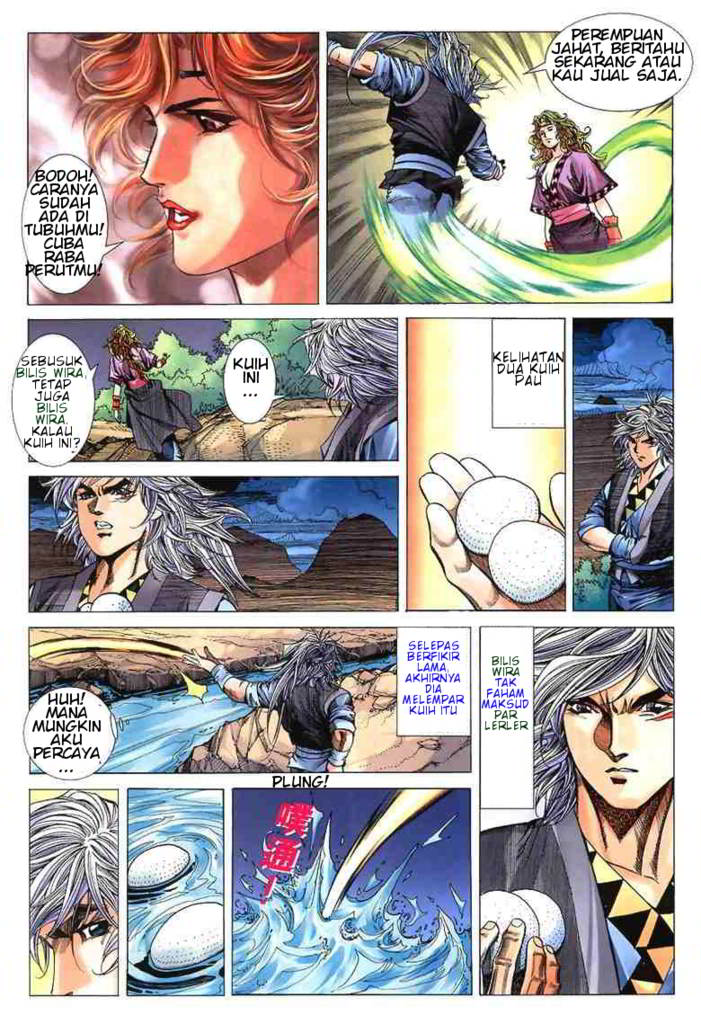 PEREMPUAN
JAHAT, BERITAHU
SEKARANG ATAU
KAU JUAL SAJA.
BODOH!
CARANYA
SUDAH
ADA DI
TUBUHMU!
CUBA
RABA
PERUTMU!
SEBUSUK
BILIS WIRA,
TETAP
JUGA
BILIS
WIRA.
KALAU
KUIH INI?
KUIH
INI
...
KELIHATAN
DUA KUIH
PAU
HUH!
MANA
MUNGKIN
AKU
PERCAYA
...
SELEPAS
BERFIKIR
LAMA,
AKHIRNYA
DIA
MELEMPAR
KUIH ITU
BILIS
WIRA
TAK
FAHAM
MAKSUD
PAR
LERLER
PLUNG!
噗通!